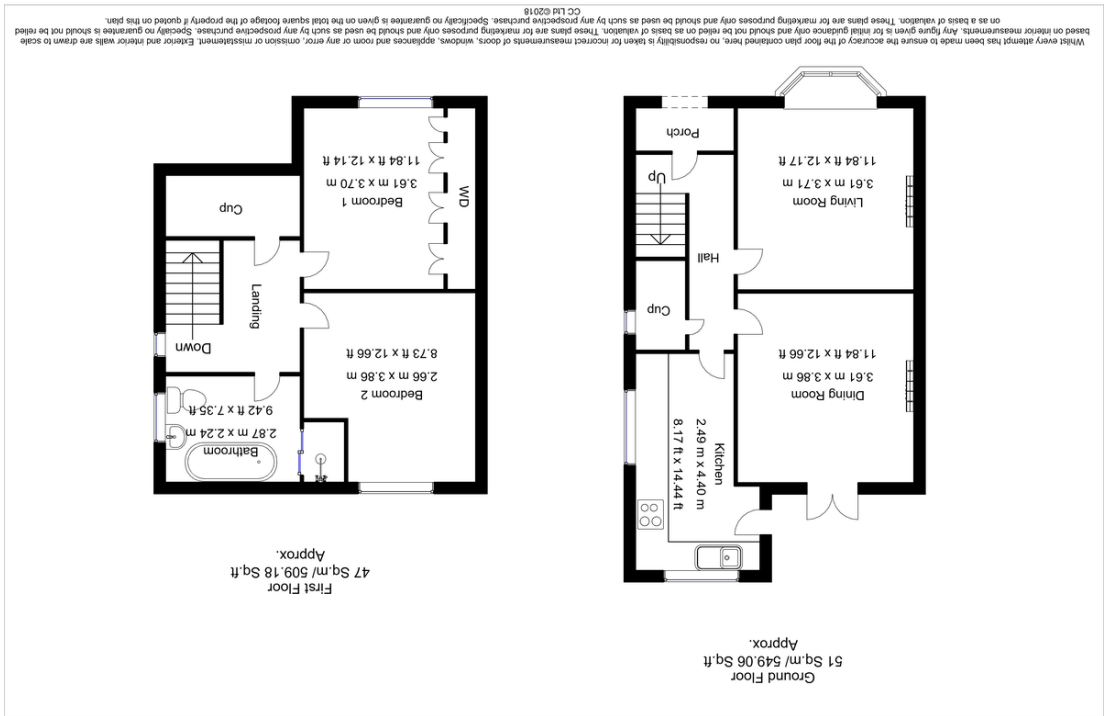 Ground Floor
51 Sq.m/ 549.06 Sq.ft
Approx.
First Floor
47 Sq.m/ 509.18 Sq.ft
Approx.
Dining Room
3.61 m x 3.86 m
11.84 ft x 12.66 ft
Kitchen
2.49 m x 4.40 m
8.17 ft x 14.44 ft
Living Room
3.61 m x 3.71 m
11.84 ft x 12.17 ft
Hall
Cup
Up
Porch
Bedroom 2
2.66 m x 3.86 m
8.73 ft x 12.66 ft
Bathroom
2.87 m x 2.24 m
9.42 ft x 7.35 ft
Down
Landing
WD
Bedroom 1
3.61 m x 3.70 m
11.84 ft x 12.14 ft
Cup
Whilst every attempt has been made to ensure the accuracy of the floor plan contained here, no responsibility is taken for incorrect measurements of doors, windows, appliances and room or any error, omission or misstatement. Exterior and interior walls are drawn to scale
based on interior measurements. Any figure given is for initial guidance only and should not be relied on as basis of valuation. These plans are for marketing purposes only and should be used as such by any prospective purchase. Specially no guarantee is should not be relied
on as a basis of valuation. These plans are for marketing purposes only and should be used as such by any prospective purchase. Specifically no guarantee is given on the total square footage of the property if quoted on this plan.
CC Ltd ©2018